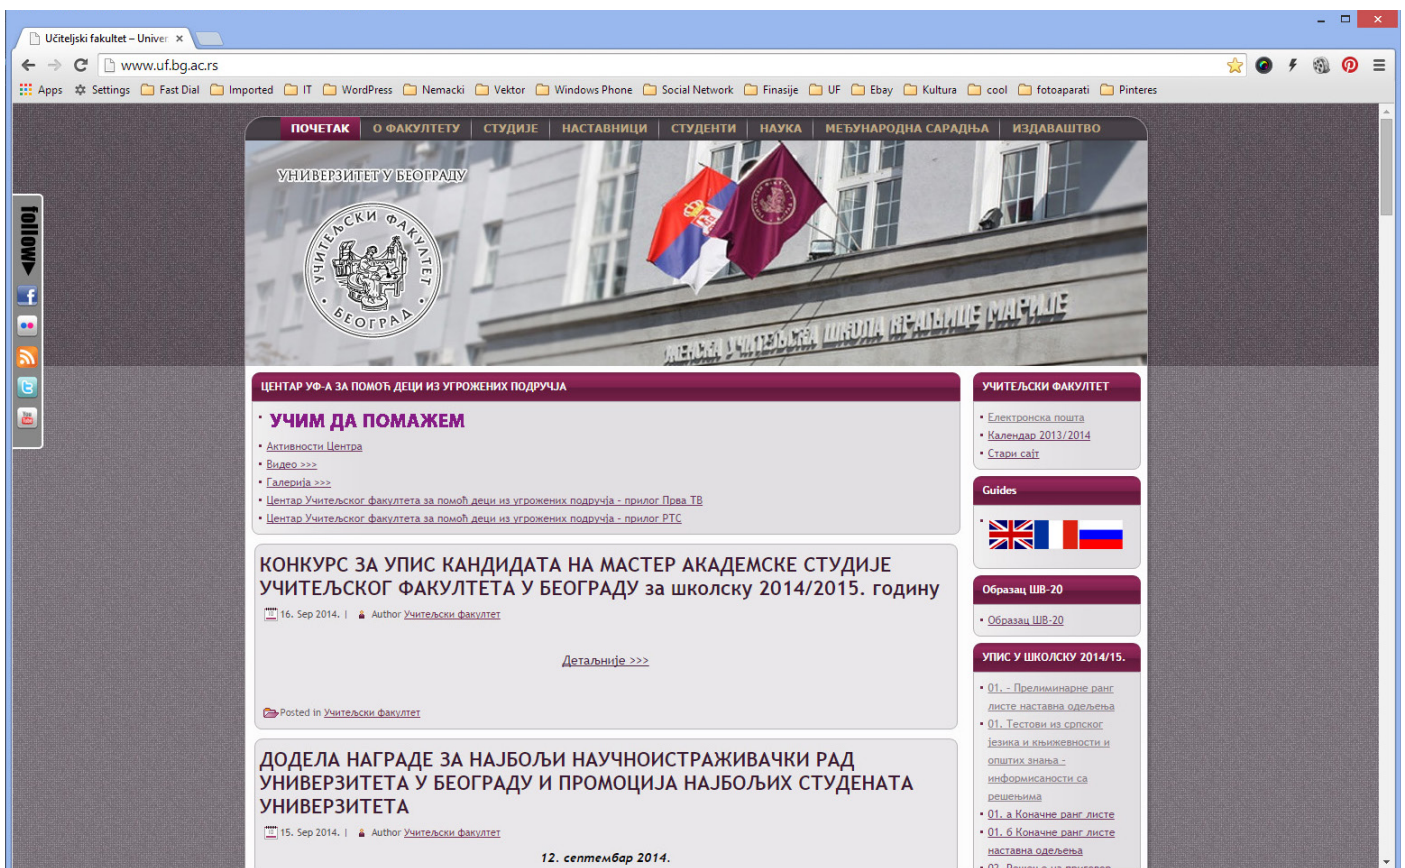 Učiteljski fakultet – Univer
www.uf.bg.ac.rs
Apps Settings Fast Dial Imported IT WordPress Nemacki Vektor Windows Phone Social Network Finasije UF Ebay Kultura cool fotoaparati Pinteres
ПОЧЕТАК О ФАКУЛТЕТУ СТУДИЈЕ НАСТАВНИЦИ СТУДЕНТИ НАУКА МЕЂУНАРОДНА САРАДЊА ИЗДАВАШТВО
УНИВЕРЗИТЕТ У БЕОГРАДУ
УЧИТЕЉСКИ ФАКУЛТЕТ
БЕОГРАД
ЖЕНСКА УЧИТЕЉСКА ШКОЛА КРАЉИЦЕ МАРИЈЕ
follow
ЦЕНТАР УФ-А ЗА ПОМОЋ ДЕЦИ ИЗ УГРОЖЕНИХ ПОДРУЧЈА
УЧИМ ДА ПОМАЖЕМ
Активности Центра
Видео >>>
Галерија >>>
Центар Учитељског факултета за помоћ деци из угрожених подручја - прилог Прва ТВ
Центар Учитељског факултета за помоћ деци из угрожених подручја - прилог РТС
КОНКУРС ЗА УПИС КАНДИДАТА НА МАСТЕР АКАДЕМСКЕ СТУДИЈЕ
УЧИТЕЉСКОГ ФАКУЛТЕТА У БЕОГРАДУ за школску 2014/2015. годину
16. Sep 2014. | Author Учитељски факултет
Детаљније >>>
Posted in Учитељски факултет
ДОДЕЛА НАГРАДЕ ЗА НАЈБОЉИ НАУЧНОИСТРАЖИВАЧКИ РАД
УНИВЕРЗИТЕТА У БЕОГРАДУ И ПРОМОЦИЈА НАЈБОЉИХ СТУДЕНАТА
УНИВЕРЗИТЕТА
15. Sep 2014. | Author Учитељски факултет
12. септембар 2014.
УЧИТЕЉСКИ ФАКУЛТЕТ
Електронска пошта
Календар 2013/2014
Стари сајт
Guides
Образац ШВ-20
Образац ШВ-20
УПИС У ШКОЛСКУ 2014/15.
01. - Прелиминарне ранг
листе наставна одељења
01. Тестови из српског
језика и књижевности и
општих знања -
информисаности са
решењима
01. а Коначне ранг листе
01. б Коначне ранг листе
наставна одељења